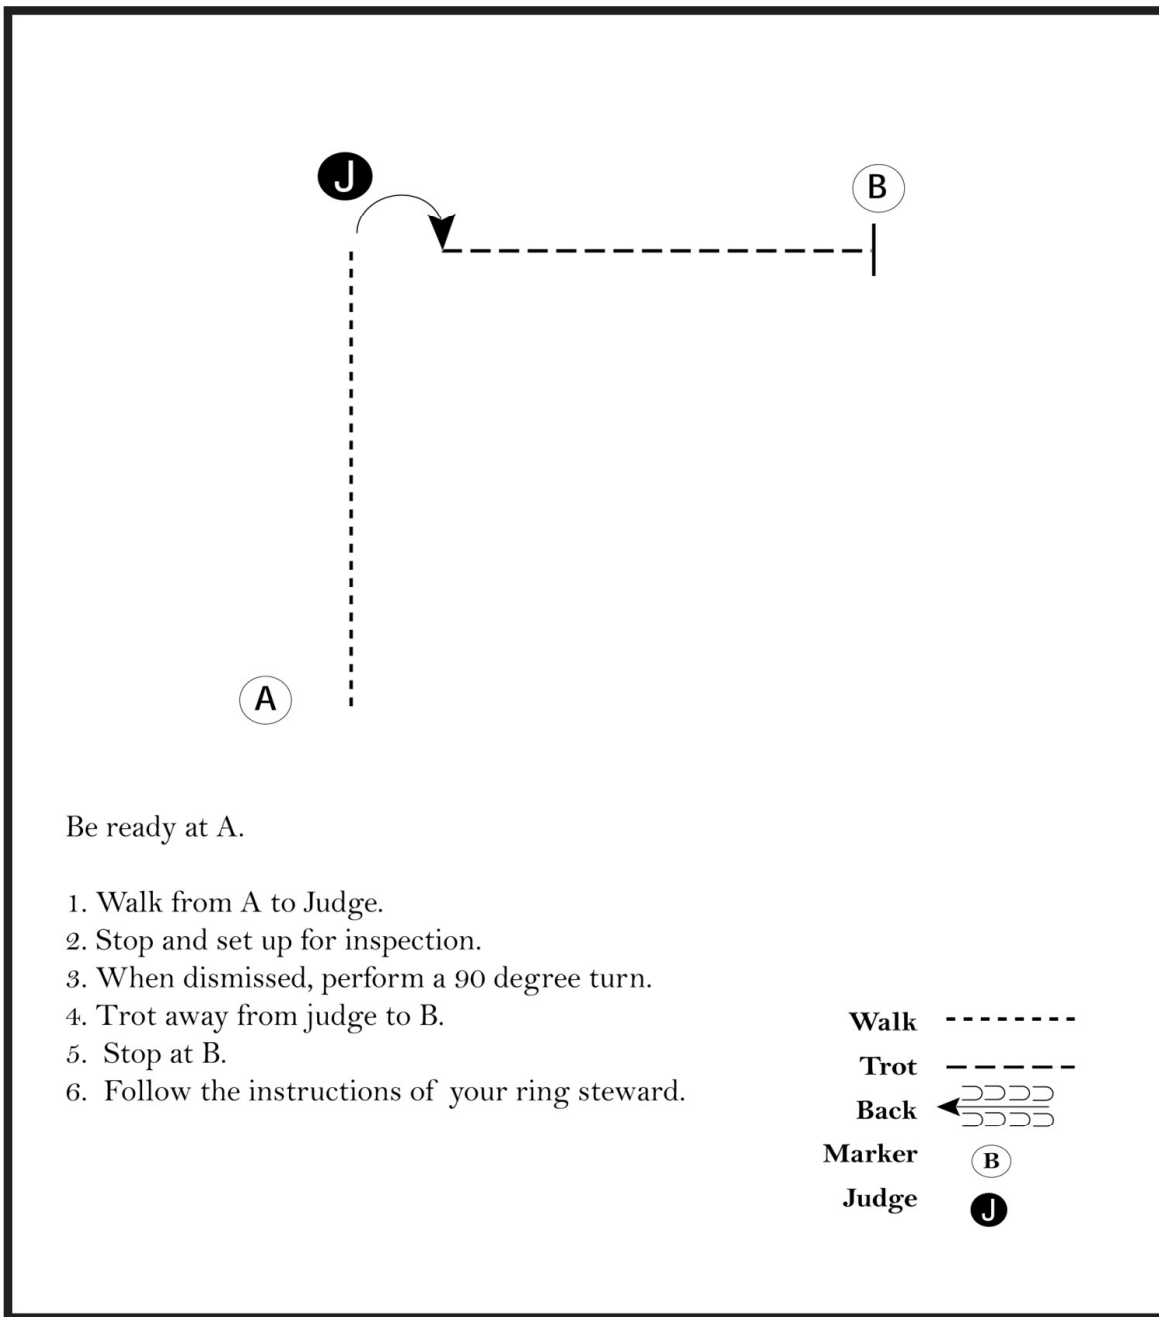 J
B
A
Be ready at A.
1. Walk from A to Judge.
2. Stop and set up for inspection.
3. When dismissed, perform a 90 degree turn.
4. Trot away from judge to B.
5. Stop at B.
6. Follow the instructions of your ring steward.
Walk
Trot
Back
Marker B
Judge J